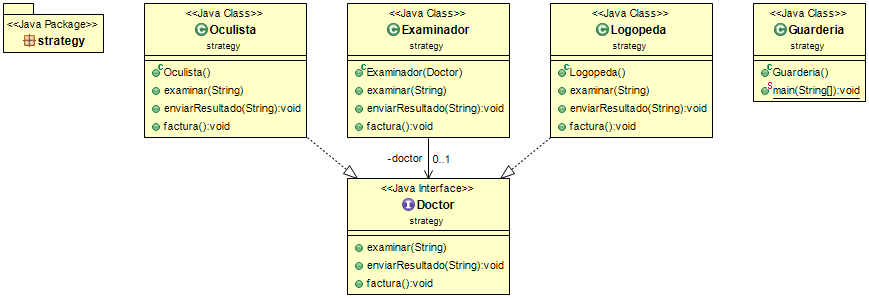 <<Java Package>>
strategy
<<Java Class>>
Oculista
strategy
Oculista()
examinar(String)
enviarResultado(String):void
factura():void
<<Java Class>>
Examinador
strategy
Examinador(Doctor)
examinar(String)
enviarResultado(String):void
factura():void
<<Java Class>>
Logopeda
strategy
Logopeda()
examinar(String)
enviarResultado(String):void
factura():void
<<Java Class>>
Guarderia
strategy
Guarderia()
main(String[]):void
-doctor 0..1
<<Java Interface>>
Doctor
strategy
examinar(String)
enviarResultado(String):void
factura():void